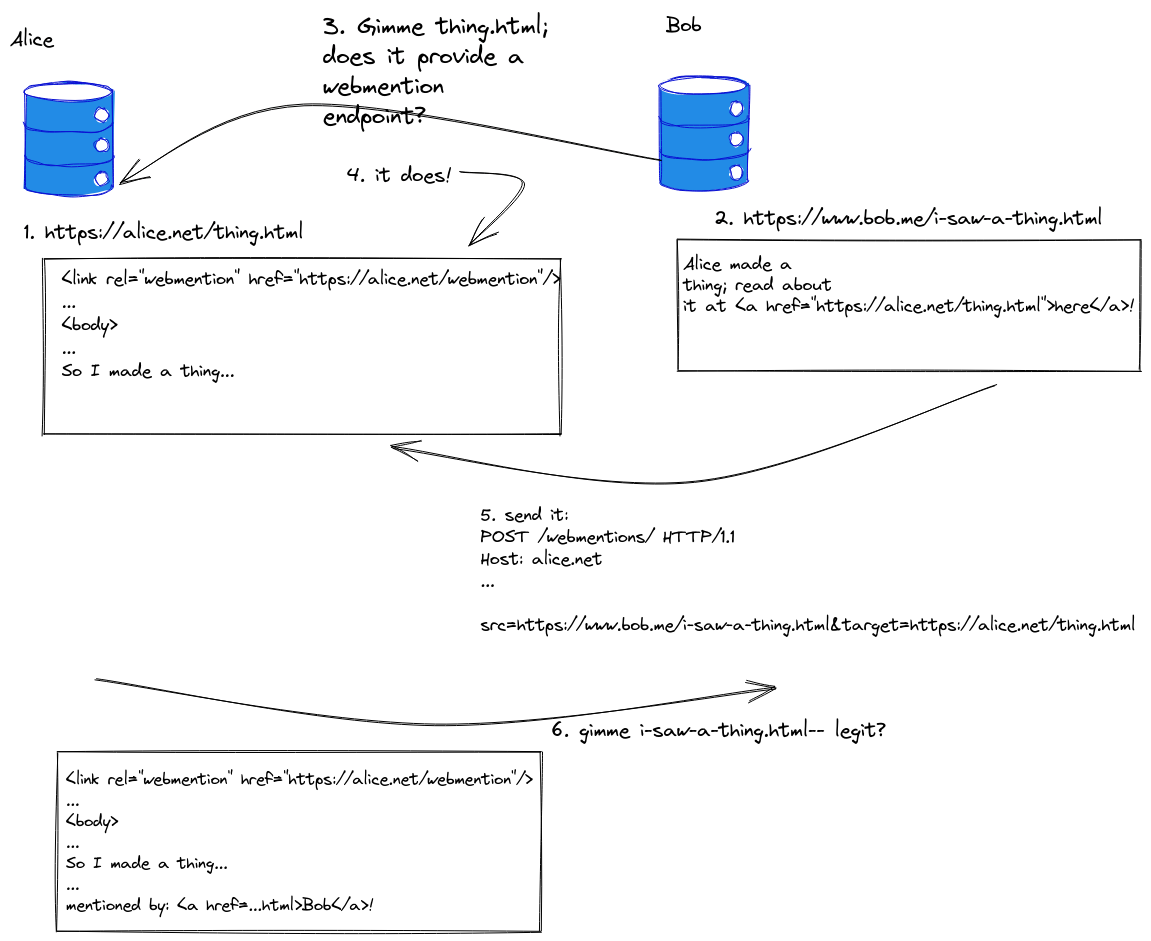 Alice
3. Gimme thing.html;
does it provide a
webmention
endpoint?
Bob
4. it does!
1. https://alice.net/thing.html
<link rel="webmention" href="https://alice.net/webmention"/>
...
<body>
...
So I made a thing...
2. https://www.bob.me/i-saw-a-thing.html
Alice made a
thing; read about
it at <a href="https://alice.net/thing.html">here</a>!
5. send it:
POST /webmentions/ HTTP/1.1
Host: alice.net
...
src=https://www.bob.me/i-saw-a-thing.html&target=https://alice.net/thing.html
6. gimme i-saw-a-thing.html-- legit?
<link rel="webmention" href="https://alice.net/webmention"/>
...
<body>
...
So I made a thing...
...
mentioned by: <a href=...html>Bob</a>!